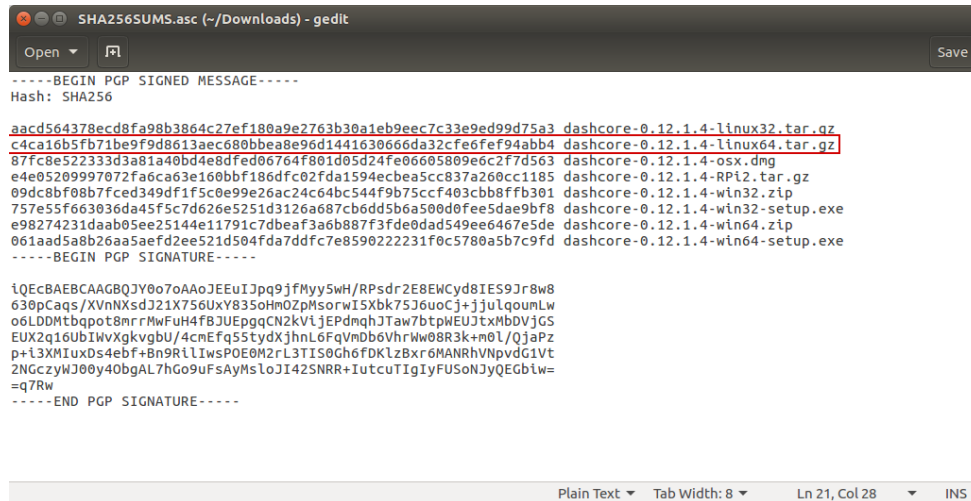 SHA256SUMS.asc (~/Downloads) - gedit
Open Save
-----BEGIN PGP SIGNED MESSAGE-----
Hash: SHA256
aacd564378ecd8fa98b3864c27ef180a9e2763b30a1eb9eec7c33e9ed99d75a3 dashcore-0.12.1.4-linux32.tar.gz
c4ca16b5fb71be9f9d8613aec680bbea8e96d1441630666da32cfe6fef94abb4 dashcore-0.12.1.4-linux64.tar.gz
87fc8e522333d3a81a40bd4e8dfed06764f801d05d24fe06605809e6c2f7d563 dashcore-0.12.1.4-osx.dmg
e4e05209997072fa6ca63e160bbf186dfc02fda1594ecbea5cc837a260cc1185 dashcore-0.12.1.4-RPi2.tar.gz
09dc8bf08b7fced349df1f5c0e99e26ac24c64bc544f9b75ccf403cbb8ffb301 dashcore-0.12.1.4-win32.zip
757e55f663036da45f5c7d626e5251d3126a687cb6dd5b6a500d0fee5dae9bf8 dashcore-0.12.1.4-win32-setup.exe
e98274231daab05ee25144e11791c7dbeaf3a6b887f3fde0dad549ee6467e5de dashcore-0.12.1.4-win64.zip
061aad5a8b26aa5aefd2ee521d504fda7ddfc7e8590222231f0c5780a5b7c9fd dashcore-0.12.1.4-win64-setup.exe
-----BEGIN PGP SIGNATURE-----
iQEcBAEBCAAGBQJY0o7oAAoJEEuIJpq9jfMyy5wH/RPsdr2E8EWCyd8IES9Jr8w8
630pCaqs/XVnNXsdJ21X756UxY835oHmOZpMsorwI5Xbk75J6uoCj+jjulqoumLw
o6LDDMtbqpot8mrrMwFuH4fBJUEpgqCN2kVijEPdmqhJTaw7btpWEUJtxMbDVjGS
EUX2q16UbIWvXgkvgbU/4cmEfq55tydXjhnL6FqVmDb6VhrWw08R3k+m0l/QjaPz
p+i3XMIuxDs4ebf+Bn9RilIwsPOE0M2rL3TIS0Gh6fDKlzBxr6MANRhVNpvdG1Vt
2NGczyWJ00y4ObgAL7hGo9uFsAyMsloJI42SNRR+IutcuTIgIyFUSoNJyQEGbiw=
=q7Rw
-----END PGP SIGNATURE-----
Plain Text Tab Width: 8 Ln 21, Col 28 INS